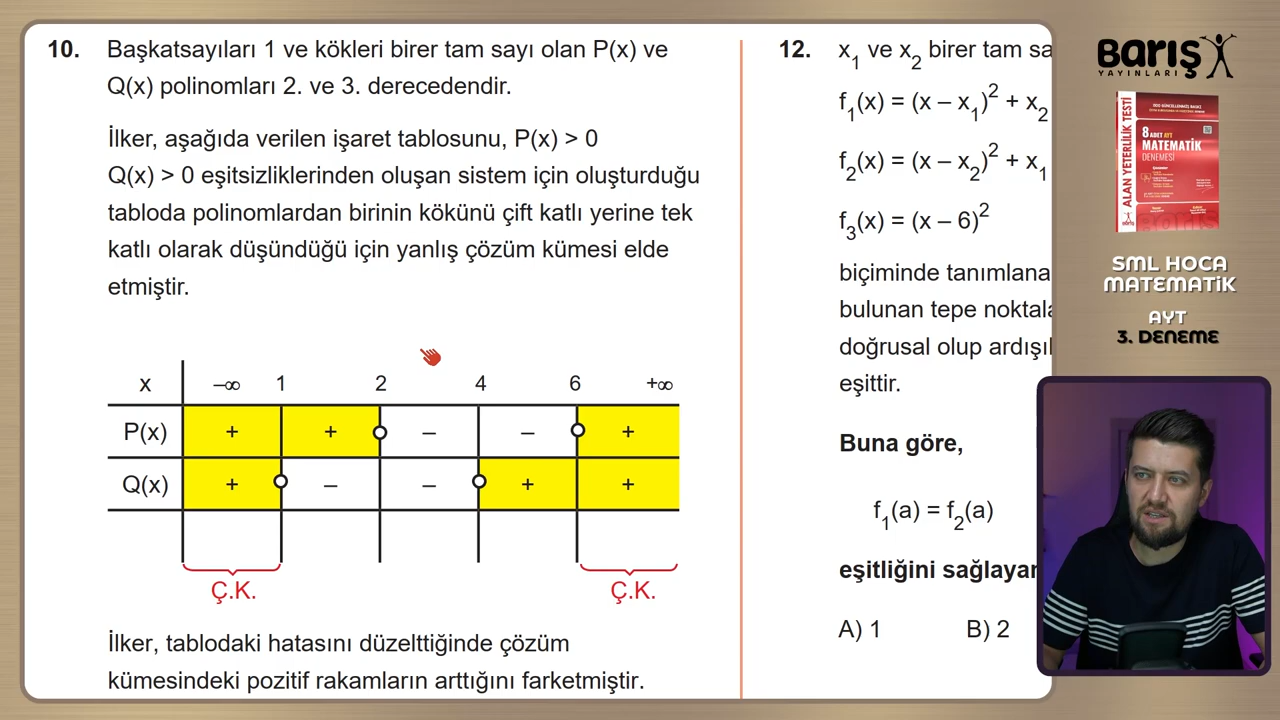 10. Başkatsayıları 1 ve kökleri birer tam sayı olan P(x) ve
Q(x) polinomları 2. ve 3. derecedendir.
İlker, aşağıda verilen işaret tablosunu, P(x) > 0
Q(x) > 0 eşitsizliklerinden oluşan sistem için oluşturduğu
tabloda polinomlardan birinin kökünü çift katlı yerine tek
katlı olarak düşündüğü için yanlış çözüm kümesi elde
etmiştir.
x –∞ 1 2 4 6 +∞
P(x) + + – – +
Q(x) + – – + +
Ç.K. Ç.K.
İlker, tablodaki hatasını düzelttiğinde çözüm
kümesindeki pozitif rakamların arttığını farketmiştir.
12. x₁ ve x₂ birer tam sa
f₁(x) = (x – x₁)² + x₂
f₂(x) = (x – x₂)² + x₁
f₃(x) = (x – 6)²
biçiminde tanımlana
bulunan tepe noktala
doğrusal olup ardışık
eşittir.
Buna göre,
f₁(a) = f₂(a)
eşitliğini sağlayan
A) 1 B) 2
BARIŞ
YAYINLARI
ALAN YETERLİLİK TESTİ
8 ADET AYT
MATEMATİK
DENEMESİ
SML HOCA
MATEMATİK
AYT
3. DENEME